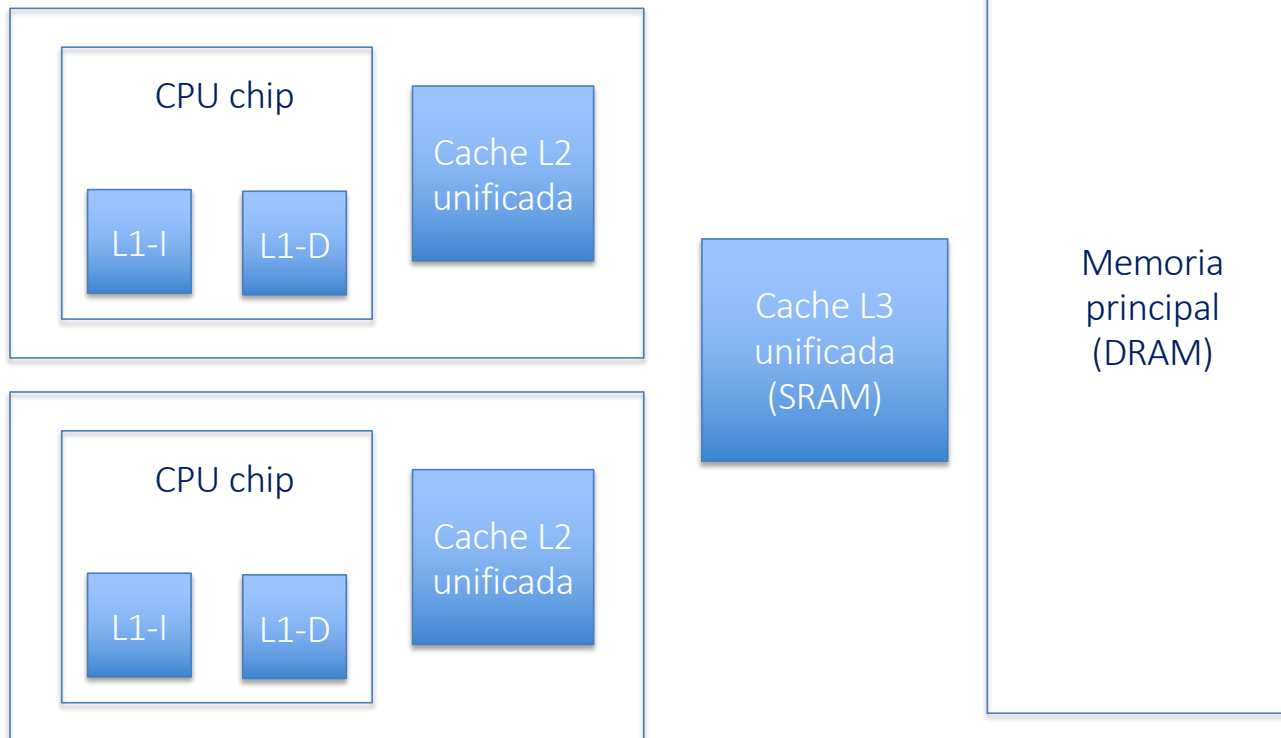 CPU chip
L1-I
L1-D
Cache L2
unificada
CPU chip
L1-I
L1-D
Cache L2
unificada
Cache L3
unificada
(SRAM)
Memoria
principal
(DRAM)